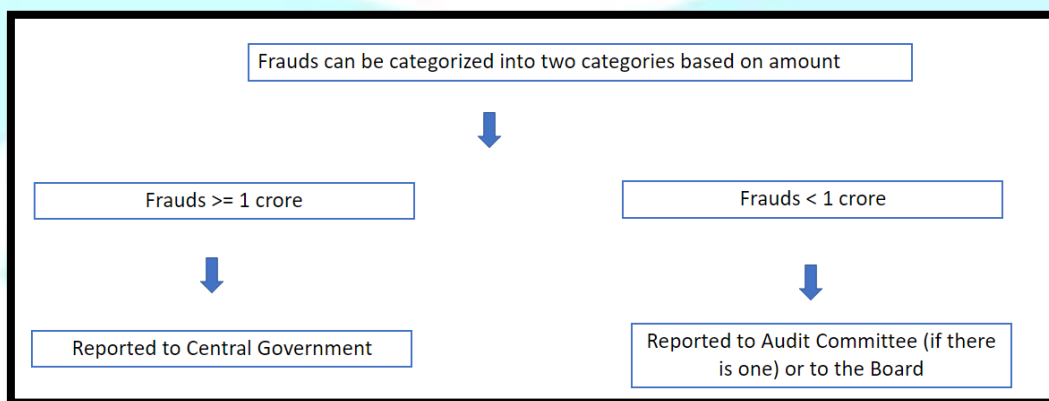 Frauds can be categorized into two categories based on amount
Frauds >= 1 crore
Frauds < 1 crore
Reported to Central Government
Reported to Audit Committee (if there
is one) or to the Board